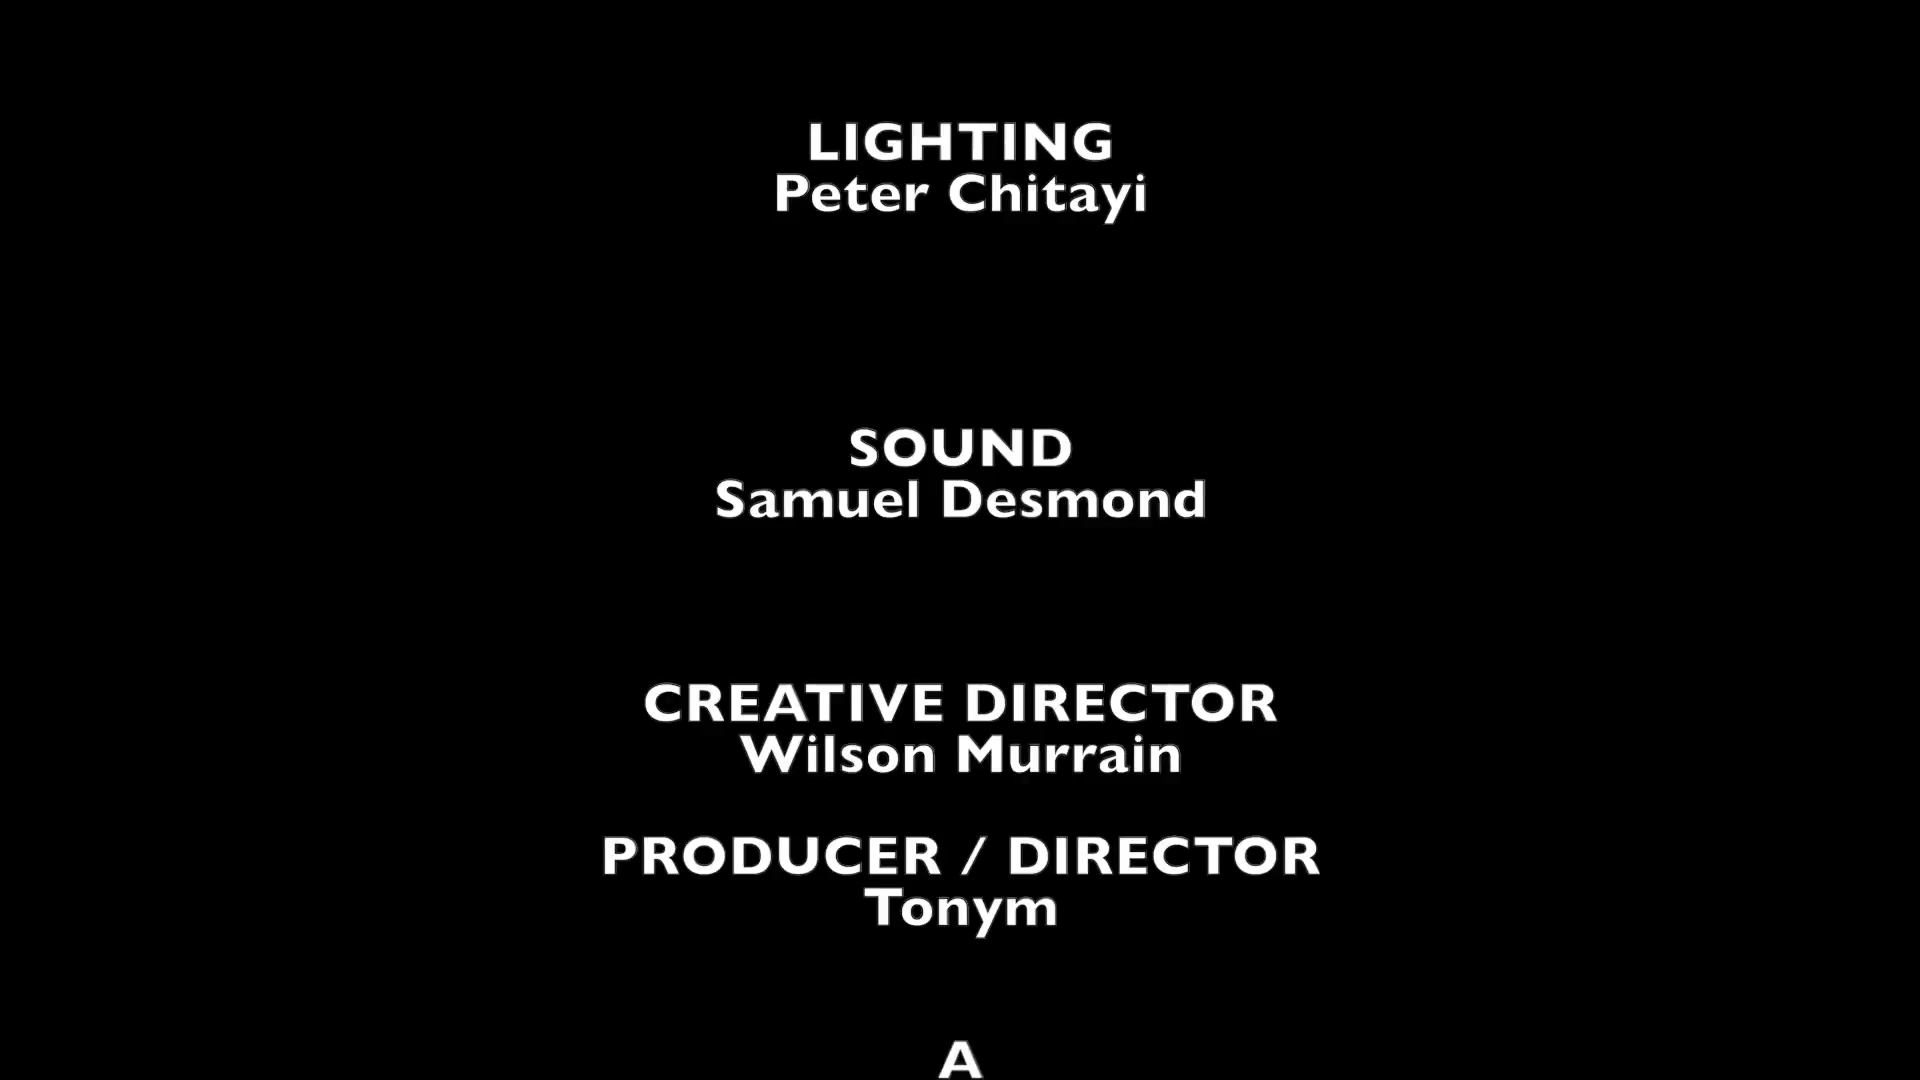 LIGHTING
Peter Chitayi
SOUND
Samuel Desmond
CREATIVE DIRECTOR
Wilson Murrain
PRODUCER / DIRECTOR
Tonym
A